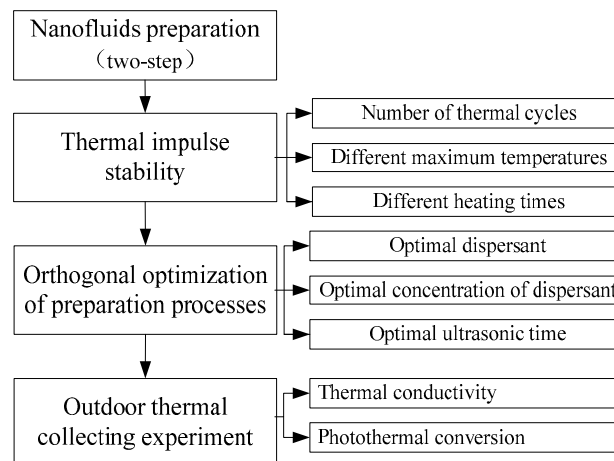 Nanofluids preparation
（two-step）
Thermal impulse
stability
Number of thermal cycles
Different maximum temperatures
Different heating times
Orthogonal optimization
of preparation processes
Optimal dispersant
Optimal concentration of dispersant
Optimal ultrasonic time
Outdoor thermal
collecting experiment
Thermal conductivity
Photothermal conversion